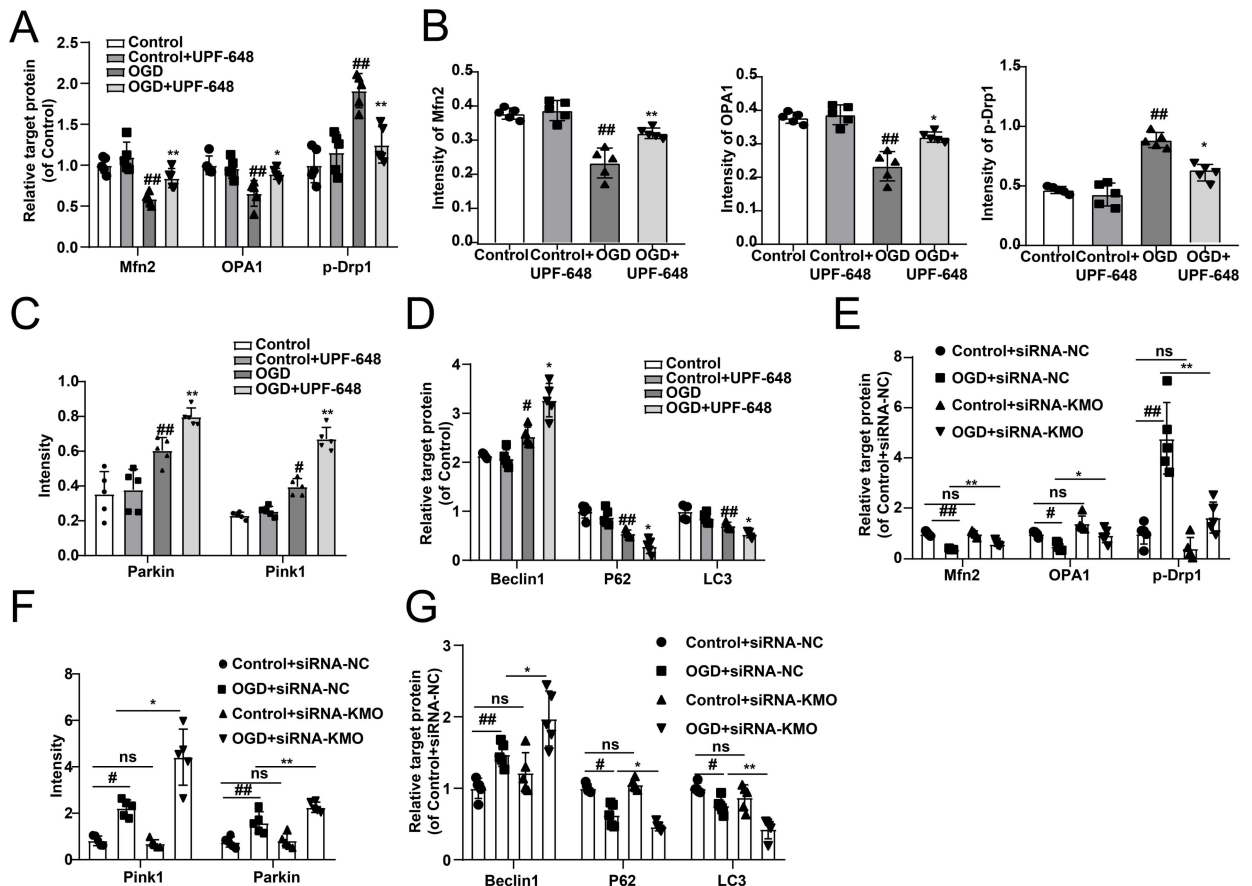 A
Relative target protein
(of Control)
2.5
2.0
1.5
1.0
0.5
0.0
Control
Control+UPF-648
OGD
OGD+UPF-648
##
**
##
*
##
**
Mfn2 OPA1 p-Drp1
B
Intensity of Mfn2
0.5
0.4
0.3
0.2
0.1
0.0
##
**
Control Control+ OGD OGD+
UPF-648 UPF-648
Intensity of OPA1
0.5
0.4
0.3
0.2
0.1
0.0
##
*
Control Control+ OGD OGD+
UPF-648 UPF-648
Intensity of p-Drp1
1.5
1.0
0.5
0.0
##
*
Control Control+ OGD OGD+
UPF-648 UPF-648
C
Control
Control+UPF-648
OGD
OGD+UPF-648
Intensity
1.0
0.8
0.6
0.4
0.2
0.0
##
**
#
**
Parkin Pink1
D
Control
Control+UPF-648
OGD
OGD+UPF-648
Relative target protein
(of Control)
4
3
2
1
0
#
*
##
*
##
*
Beclin1 P62 LC3
E
Control+siRNA-NC
OGD+siRNA-NC
Control+siRNA-KMO
OGD+siRNA-KMO
Relative target protein
(of Control+siRNA-NC)
8
6
4
2
0
**
ns
##
*
ns
#
ns
**
##
Mfn2 OPA1 p-Drp1
F
Control+siRNA-NC
OGD+siRNA-NC
Control+siRNA-KMO
OGD+siRNA-KMO
Intensity
8
6
4
2
0
*
ns
#
**
ns
##
Pink1 Parkin
G
Control+siRNA-NC
OGD+siRNA-NC
Control+siRNA-KMO
OGD+siRNA-KMO
Relative target protein
(of Control+siRNA-NC)
3
2
1
0
*
ns
##
ns
#
*
ns
#
**
Beclin1 P62 LC3